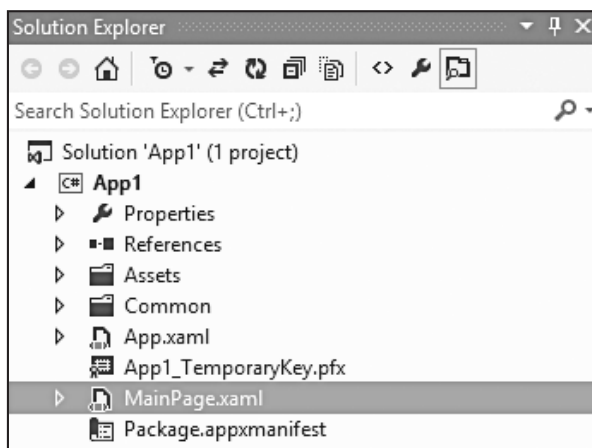 Solution Explorer
Search Solution Explorer (Ctrl+;)
Solution 'App1' (1 project)
C# App1
Properties
References
Assets
Common
App.xaml
App1_TemporaryKey.pfx
MainPage.xaml
Package.appxmanifest